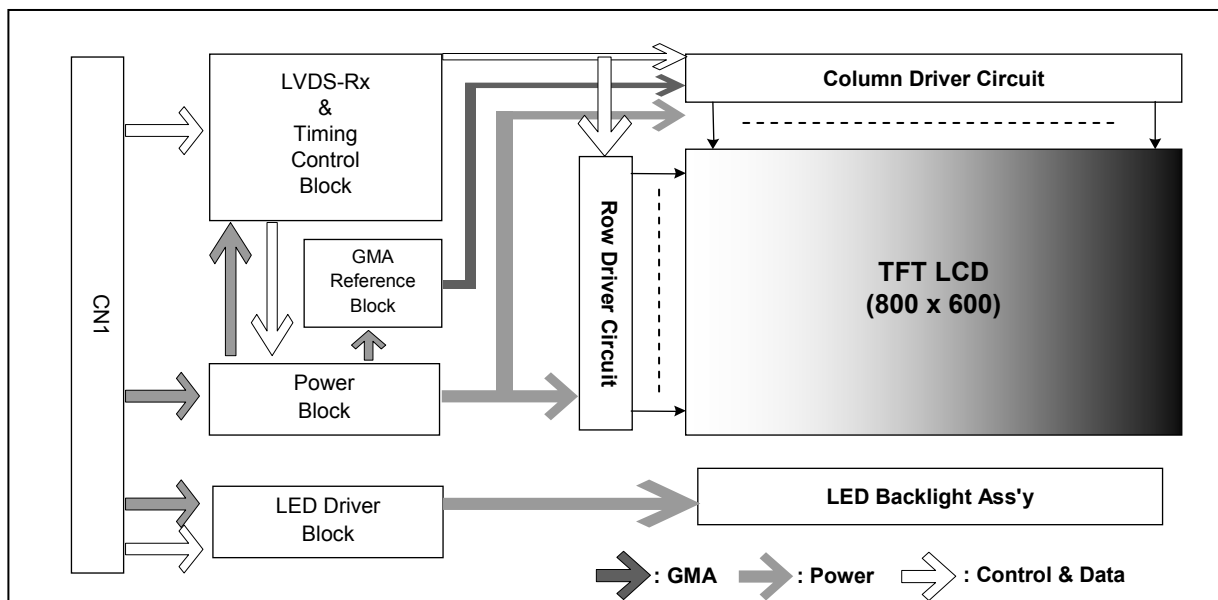 LVDS-Rx
&
Timing
Control
Block
Column Driver Circuit
CN1
GMA
Reference
Block
Row Driver Circuit
TFT LCD
(800 x 600)
Power
Block
LED Driver
Block
LED Backlight Ass'y
: GMA
: Power
: Control & Data